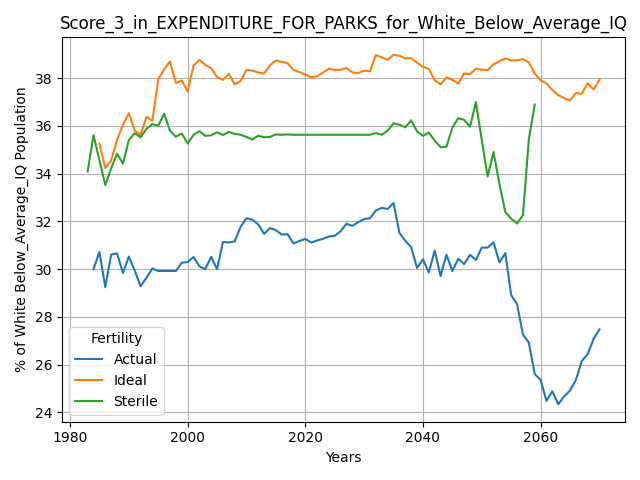 Score_3_in_EXPENDITURE_FOR_PARKS_for_White_Below_Average_IQ
% of White Below_Average_IQ Population
38
36
34
32
30
28
26
24
Fertility
Actual
Ideal
Sterile
1980
2000
2020
2040
2060
Years